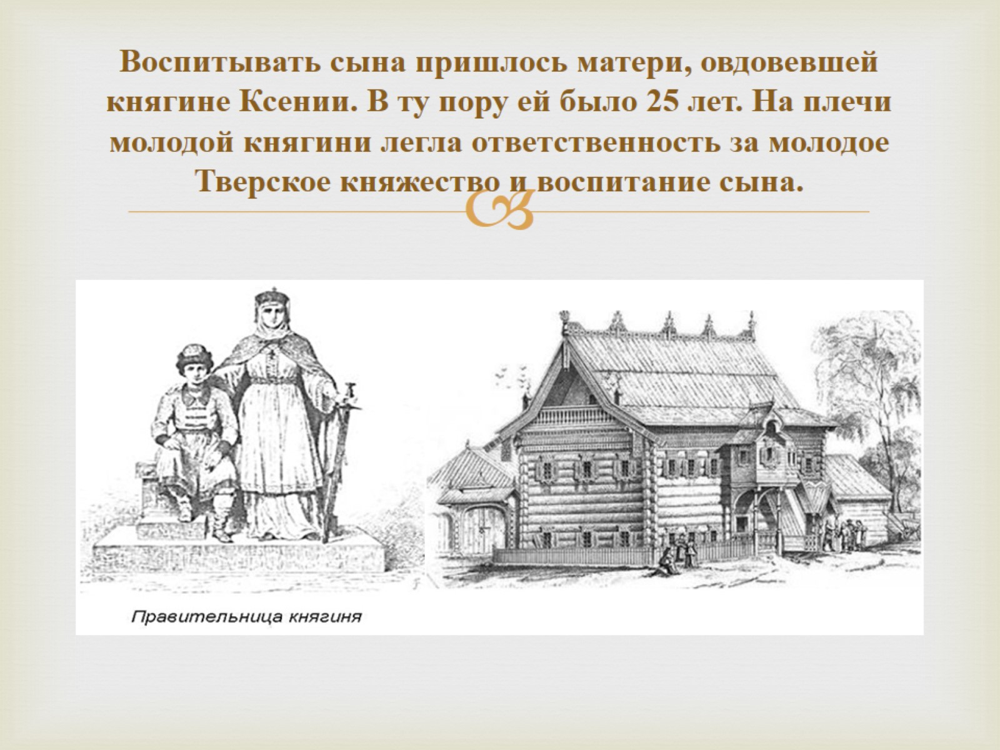 Воспитывать сына пришлось матери, овдовевшей
княгине Ксении. В ту пору ей было 25 лет. На плечи
молодой княгини легла ответственность за молодое
Тверское княжество и воспитание сына.
Правительница княгиня